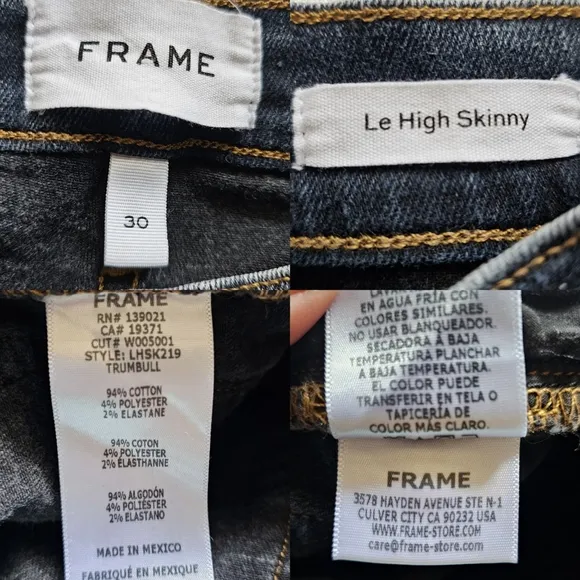 FRAME
30
Le High Skinny
FRAME
RN# 139021
CA# 19371
CUT# W005001
STYLE: LHSK219
TRUMBULL
94% COTTON
4% POLYESTER
2% ELASTANE
94% COTON
4% POLYESTER
2% ÉLASTHANNE
94% ALGODÓN
4% POLIÉSTER
2% ELASTANO
MADE IN MEXICO
FABRIQUÉ EN MEXIQUE
EN AGUA FRÍA CON
COLORES SIMILARES.
NO USAR BLANQUEADOR.
SECADORA A BAJA
TEMPERATURA PLANCHAR
A BAJA TEMPERATURA.
EL COLOR PUEDE
TRANSFERIR EN TELA O
TAPICERÍA DE
COLOR MÁS CLARO.
FRAME
3578 HAYDEN AVENUE STE N-1
CULVER CITY CA 90232 USA
WWW.FRAME-STORE.COM
care@frame-store.com